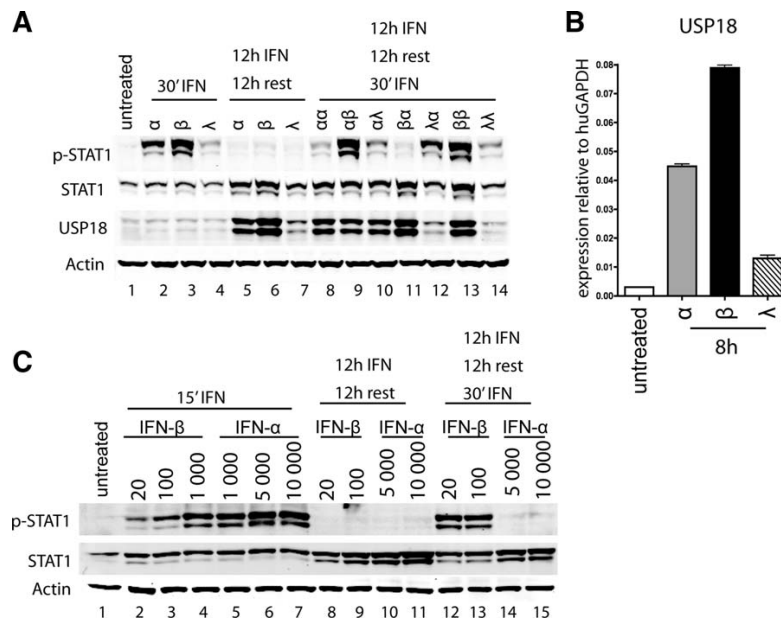 A
untreated
30' IFN
12h IFN
12h rest
12h IFN
12h rest
30' IFN
α β λ α β λ αα αβ αλ βα λα ββ λλ
p-STAT1
STAT1
USP18
Actin
1 2 3 4 5 6 7 8 9 10 11 12 13 14
B
USP18
expression relative to huGAPDH
0.08
0.07
0.06
0.05
0.04
0.03
0.02
0.01
0.00
untreated α β λ
8h
C
12h IFN
12h rest
12h IFN
12h rest
30' IFN
15' IFN
untreated
IFN-β IFN-α IFN-β IFN-α IFN-β IFN-α
20 100 1 000 1 000 5 000 10 000 20 100 5 000 10 000 20 100 5 000 10 000
p-STAT1
STAT1
Actin
1 2 3 4 5 6 7 8 9 10 11 12 13 14 15